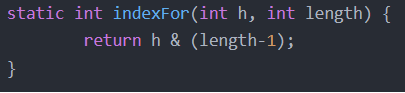 static int indexFor(int h, int length) {
        return h & (length-1);
}